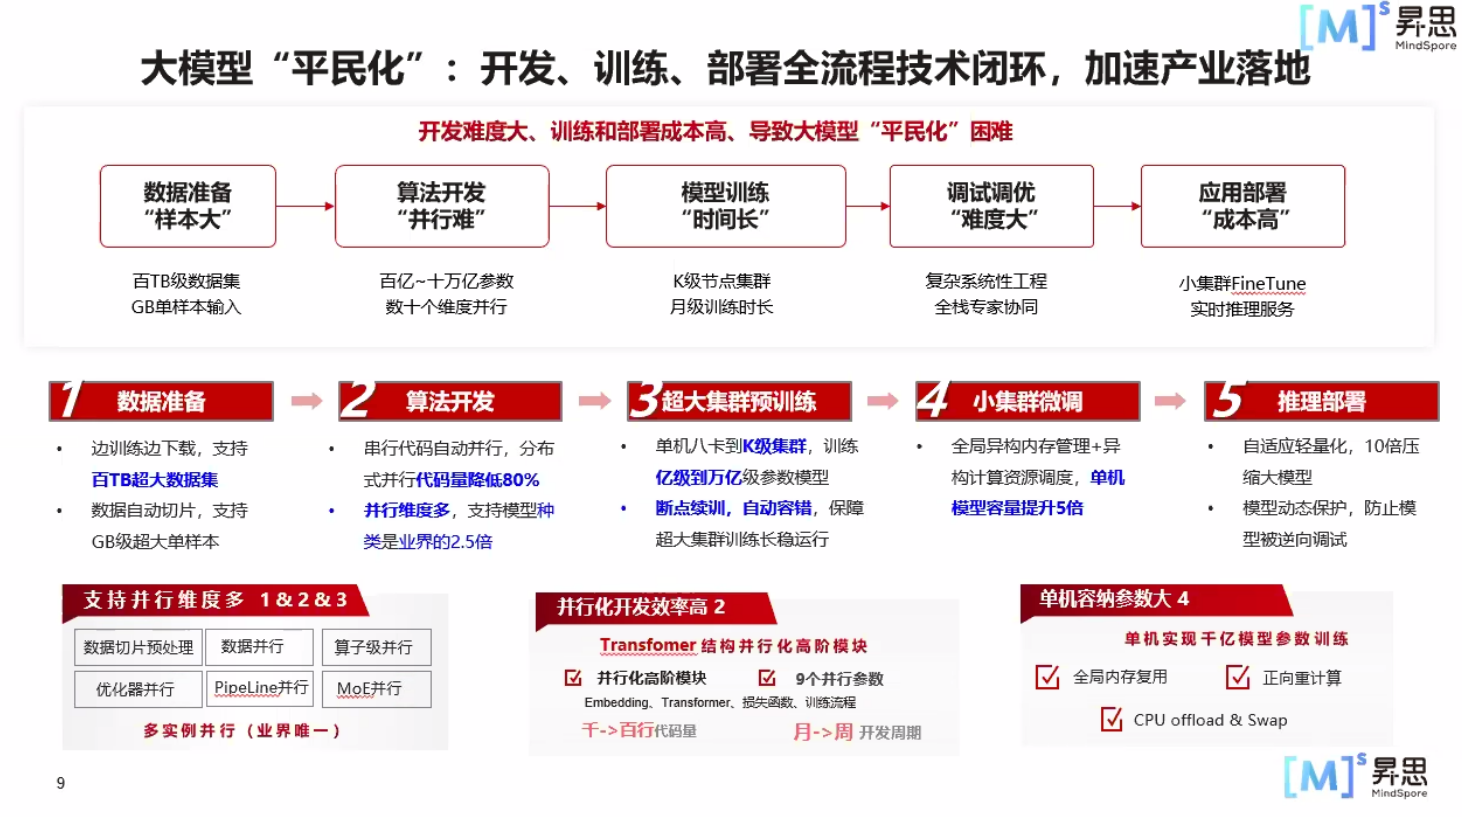 [M]s 昇思
MindSpore
大模型“平民化”：开发、训练、部署全流程技术闭环，加速产业落地
开发难度大、训练和部署成本高、导致大模型“平民化”困难
数据准备
“样本大”
算法开发
“并行难”
模型训练
“时间长”
调试调优
“难度大”
应用部署
“成本高”
百TB级数据集
GB单样本输入
百亿~十万亿参数
数十个维度并行
K级节点集群
月级训练时长
复杂系统性工程
全栈专家协同
小集群FineTune
实时推理服务
1 数据准备
• 边训练边下载，支持
百TB超大数据集
• 数据自动切片，支持
GB级超大单样本
2 算法开发
• 串行代码自动并行，分布
式并行代码量降低80%
• 并行维度多，支持模型种
类是业界的2.5倍
3 超大集群预训练
• 单机八卡到K级集群，训练
亿级到万亿级参数模型
• 断点续训，自动容错，保障
超大集群训练长稳运行
4 小集群微调
• 全局异构内存管理+异
构计算资源调度，单机
模型容量提升5倍
5 推理部署
• 自适应轻量化，10倍压
缩大模型
• 模型动态保护，防止模
型被逆向调试
支持并行维度多 1&2&3
数据切片预处理 数据并行 算子级并行
优化器并行 PipeLine并行 MoE并行
多实例并行（业界唯一）
并行化开发效率高 2
Transfomer 结构并行化高阶模块
并行化高阶模块 9个并行参数
Embedding、Transformer、损失函数、训练流程
千->百行代码量 月->周 开发周期
单机容纳参数大 4
单机实现千亿模型参数训练
全局内存复用 正向重计算
CPU offload & Swap
9
[M]s 昇思
MindSpore